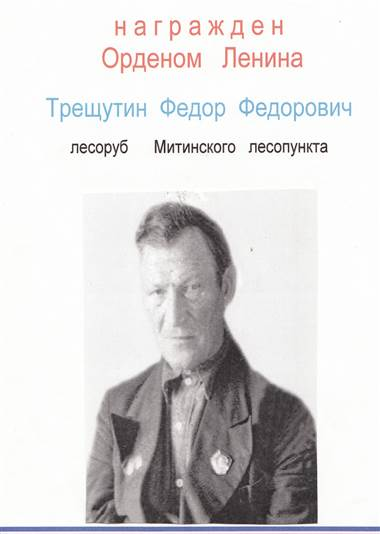 награжден
Орденом Ленина
Трещутин Федор Федорович
лесоруб Митинского лесопункта